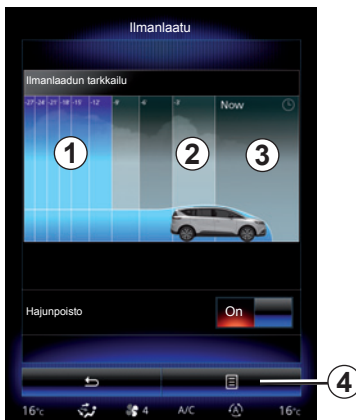 Ilmanlaatu
Ilmanlaadun tarkkailu
-27 -24 -21 -18 -15 -12 -9 -6 -3 Now
1 2 3
Hajunpoisto On
4
16°c 4 A/C A 16°c